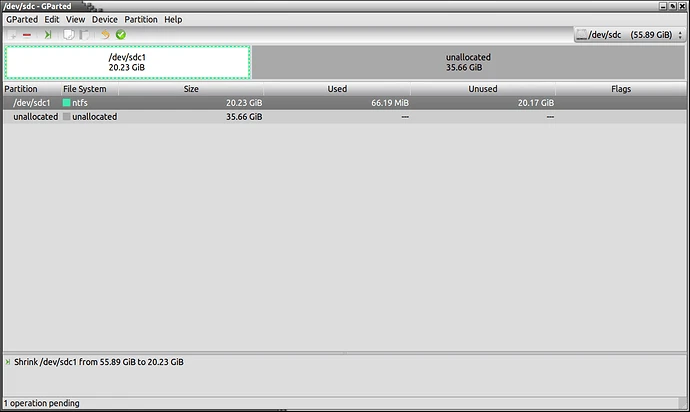 /dev/sdc - GParted
GParted Edit View Device Partition Help
/dev/sdc (55.89 GiB)
/dev/sdc1
20.23 GiB
unallocated
35.66 GiB
Partition File System Size Used Unused Flags
/dev/sdc1 ntfs 20.23 GiB 66.19 MiB 20.17 GiB
unallocated unallocated 35.66 GiB --- ---
Shrink /dev/sdc1 from 55.89 GiB to 20.23 GiB
1 operation pending